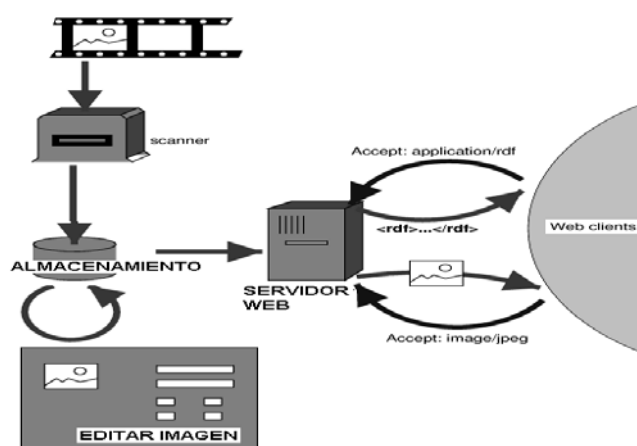 scanner
Accept: application/rdf
<rdf>...</rdf>
Web clients
ALMACENAMIENTO
SERVIDOR
WEB
Accept: image/jpeg
EDITAR IMAGEN